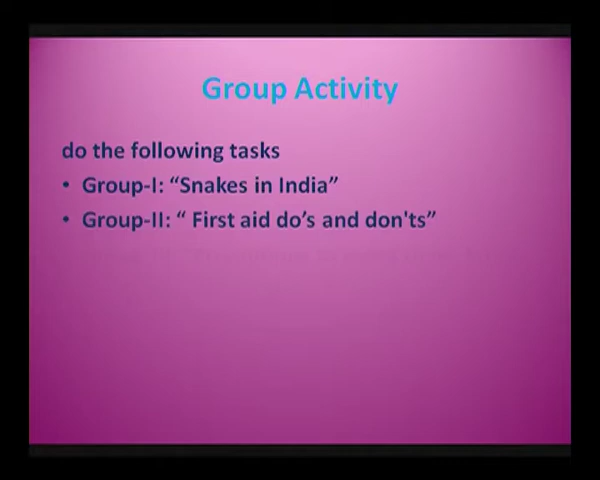 Group Activity
do the following tasks
• Group-I: “Snakes in India”
• Group-II: “ First aid do’s and don'ts”